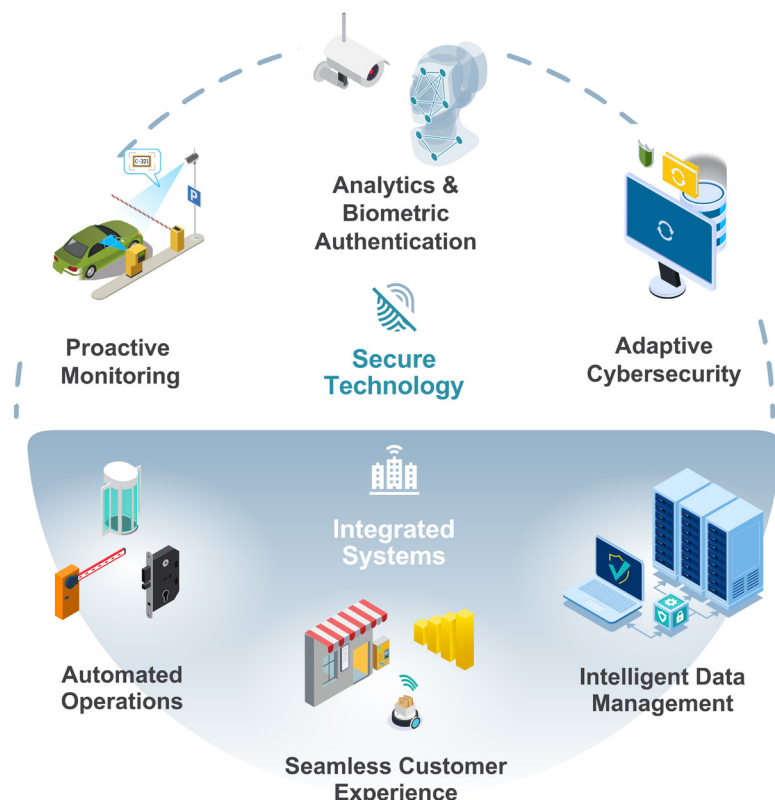 C-321
P
Analytics &
Biometric
Authentication
Proactive
Monitoring
Secure
Technology
Adaptive
Cybersecurity
Integrated
Systems
Automated
Operations
Intelligent Data
Management
Seamless Customer
Experience